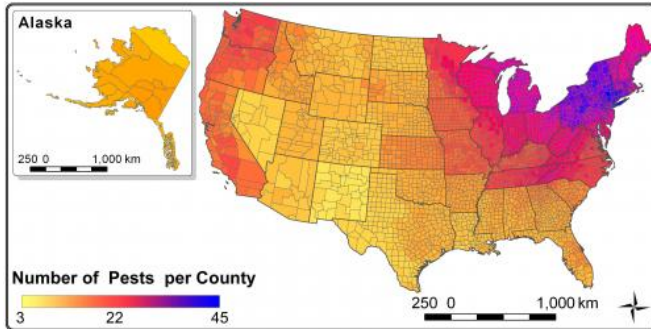 Alaska
250 0 1,000 km
Number of Pests per County
3 22 45
250 0 1,000 km